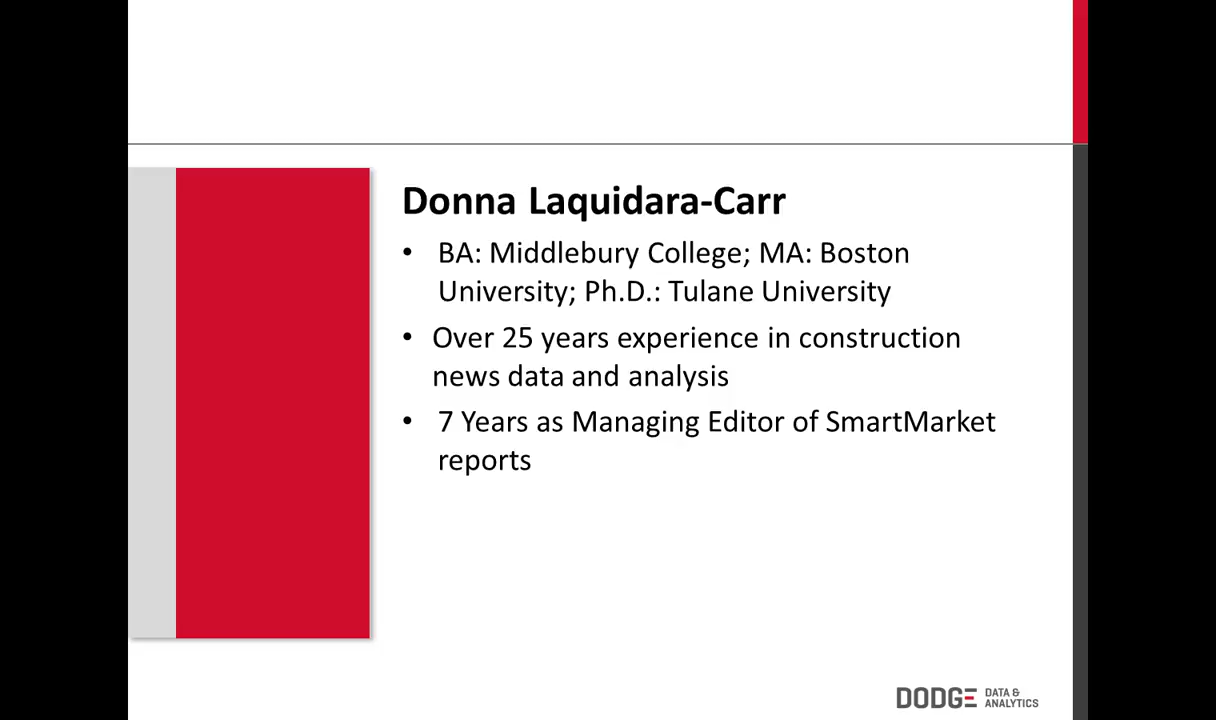 Donna Laquidara-Carr
• BA: Middlebury College; MA: Boston
University; Ph.D.: Tulane University
• Over 25 years experience in construction
news data and analysis
• 7 Years as Managing Editor of SmartMarket
reports
DODGE DATA &
ANALYTICS